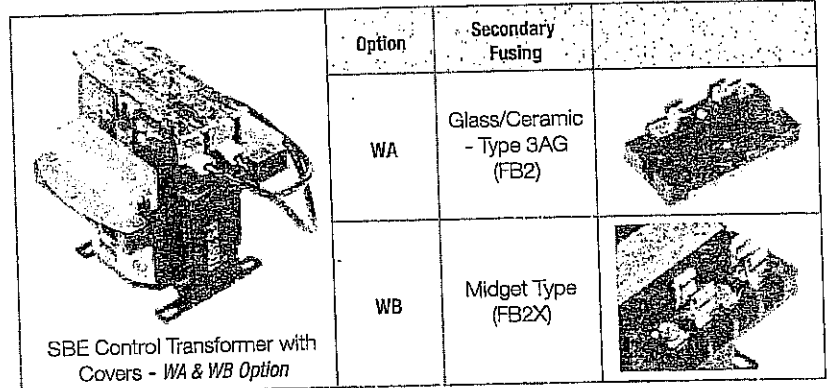 Option
Secondary
Fusing
WA
Glass/Ceramic
- Type 3AG
(FB2)
WB
Midget Type
(FB2X)
SBE Control Transformer with
Covers - WA & WB Option